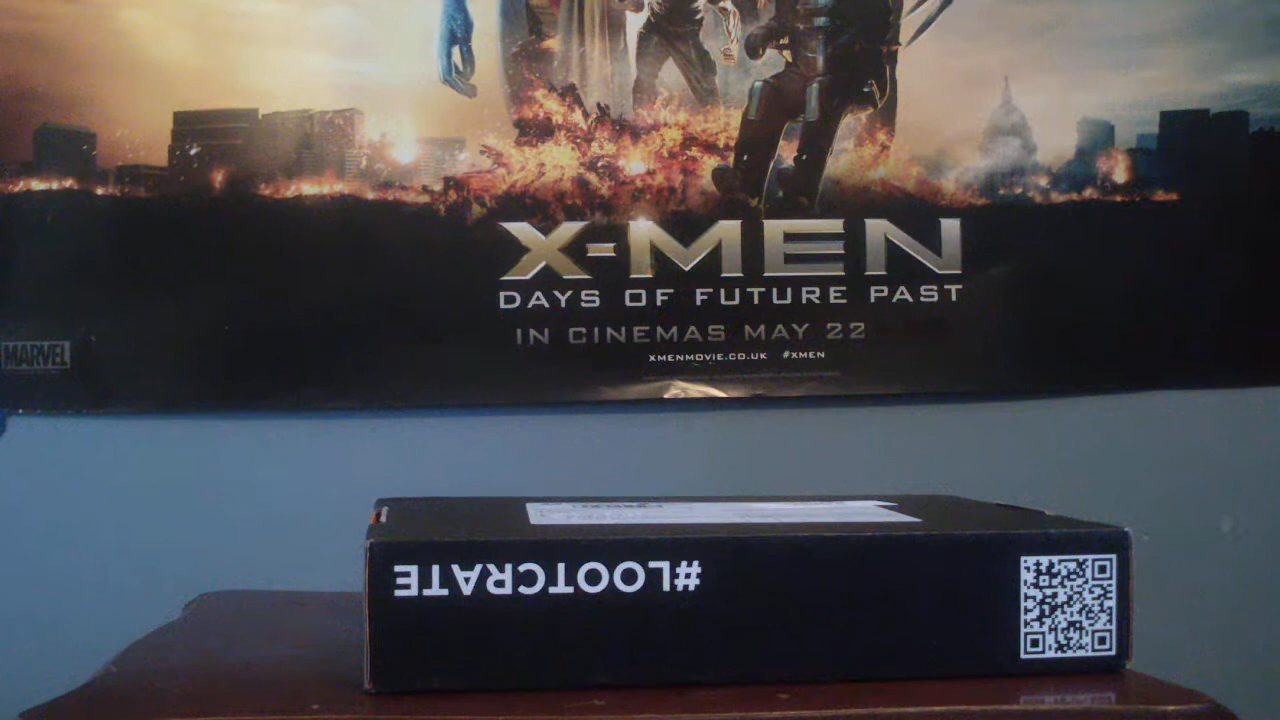 X-MEN
DAYS OF FUTURE PAST
IN CINEMAS MAY 22
XMENMOVIE.CO.UK #XMEN
MARVEL
#LOOTCRATE